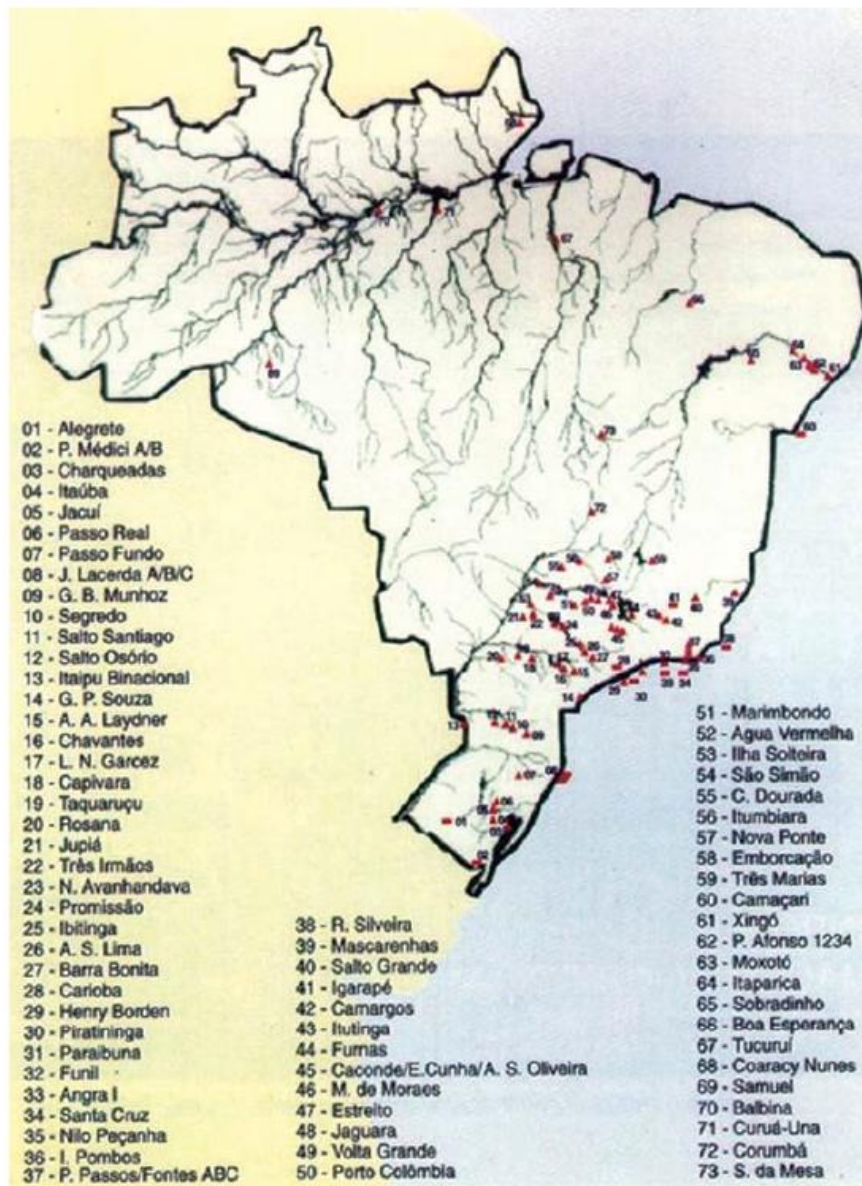 67
73
72
59
01 - Alegrete
02 - P. Médici A/B
03 - Charqueadas
04 - Itaúba
05 - Jacuí
06 - Passo Real
07 - Passo Fundo
08 - J. Lacerda A/B/C
09 - G. B. Munhoz
10 - Segredo
11 - Salto Santiago
12 - Salto Osório
13 - Itaipu Binacional
14 - G. P. Souza
15 - A. A. Laydner
16 - Chavantes
17 - L. N. Garcez
18 - Capivara
19 - Taquaruçu
20 - Rosana
21 - Jupiá
22 - Três Irmãos
23 - N. Avanhandava
24 - Promissão
25 - Ibitinga
26 - A. S. Lima
27 - Barra Bonita
28 - Carioba
29 - Henry Borden
30 - Piratininga
31 - Paraibuna
32 - Funil
33 - Angra I
34 - Santa Cruz
35 - Nilo Peçanha
36 - I. Pombos
37 - P. Passos/Fontes ABC
38 - R. Silveira
39 - Mascarenhas
40 - Salto Grande
41 - Igarapé
42 - Camargos
43 - Itutinga
44 - Furnas
45 - Caconde/E.Cunha/A. S. Oliveira
46 - M. de Moraes
47 - Estreito
48 - Jaguara
49 - Volta Grande
50 - Porto Colômbia
51 - Marimbondo
52 - Água Vermelha
53 - Ilha Solteira
54 - São Simão
55 - C. Dourada
56 - Itumbiara
57 - Nova Ponte
58 - Emborcação
59 - Três Marias
60 - Camaçari
61 - Xingó
62 - P. Afonso 1234
63 - Moxotó
64 - Itaparica
65 - Sobradinho
66 - Boa Esperança
67 - Tucuruí
68 - Coaracy Nunes
69 - Samuel
70 - Balbina
71 - Curuá-Una
72 - Corumbá
73 - S. da Mesa